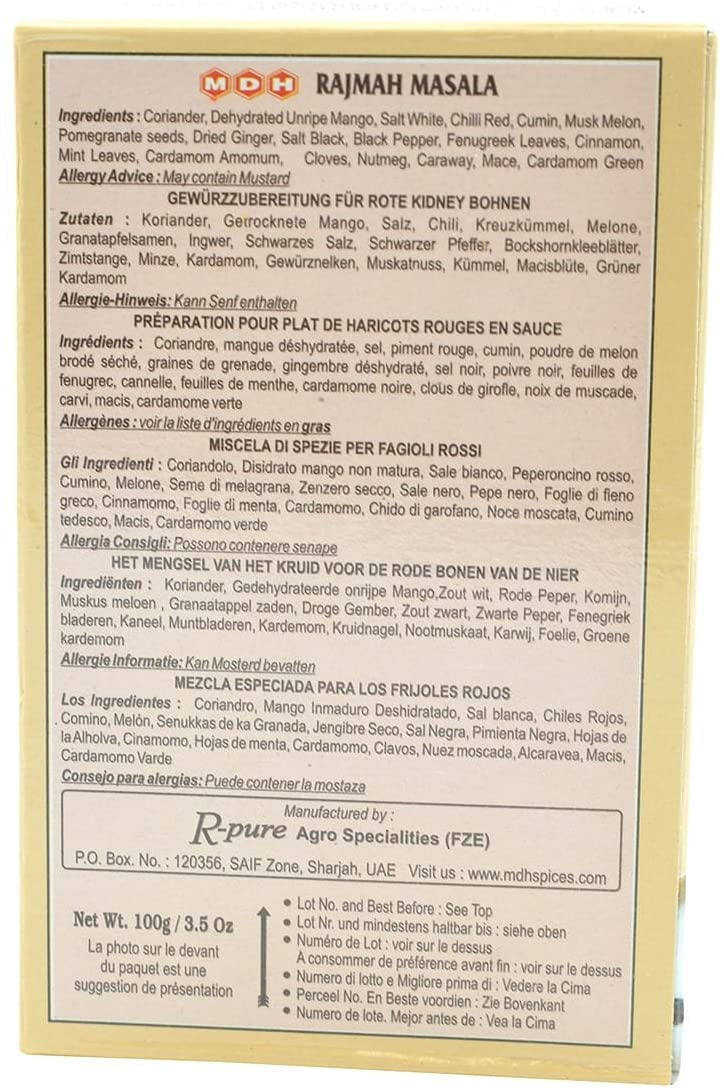 MDH RAJMAH MASALA
Ingredients : Coriander, Dehydrated Unripe Mango, Salt White, Chilli Red, Cumin, Musk Melon,
Pomegranate seeds, Dried Ginger, Salt Black, Black Pepper, Fenugreek Leaves, Cinnamon,
Mint Leaves, Cardamom Amomum, Cloves, Nutmeg, Caraway, Mace, Cardamom Green
Allergy Advice : May contain Mustard
GEWÜRZZUBEREITUNG FÜR ROTE KIDNEY BOHNEN
Zutaten : Koriander, Getrocknete Mango, Salz, Chili, Kreuzkümmel, Melone,
Granatapfelsamen, Ingwer, Schwarzes Salz, Schwarzer Pfeffer, Bockshornkleeblätter,
Zimtstange, Minze, Kardamom, Gewürznelken, Muskatnuss, Kümmel, Macisblüte, Grüner
Kardamom
Allergie-Hinweis: Kann Senf enthalten
PRÉPARATION POUR PLAT DE HARICOTS ROUGES EN SAUCE
Ingrédients : Coriandre, mangue déshydratée, sel, piment rouge, cumin, poudre de melon
brodé séché, graines de grenade, gingembre déshydraté, sel noir, poivre noir, feuilles de
fenugrec, cannelle, feuilles de menthe, cardamome noire, clous de girofle, noix de muscade,
carvi, macis, cardamome verte
Allergènes : voir la liste d'ingrédients en gras
MISCELA DI SPEZIE PER FAGIOLI ROSSI
Gli Ingredienti : Coriandolo, Disidrato mango non matura, Sale bianco, Peperoncino rosso,
Cumino, Melone, Seme di melagrana, Zenzero secco, Sale nero, Pepe nero, Foglie di fieno
greco, Cinnamomo, Foglie di menta, Cardamomo, Chido di garofano, Noce moscata, Cumino
tedesco, Macis, Cardamomo verde
Allergia Consigli: Possono contenere senape
HET MENGSEL VAN HET KRUID VOOR DE RODE BONEN VAN DE NIER
Ingrediënten : Koriander, Gedehydrateerde onrijpe Mango,Zout wit, Rode Peper, Komijn,
Muskus meloen , Granaatappel zaden, Droge Gember, Zout zwart, Zwarte Peper, Fenegriek
bladeren, Kaneel, Muntbladeren, Kardemom, Kruidnagel, Nootmuskaat, Karwij, Foelie, Groene
kardemom
Allergie Informatie: Kan Mosterd bevatten
MEZCLA ESPECIADA PARA LOS FRIJOLES ROJOS
Los Ingredientes : Coriandro, Mango Inmaduro Deshidratado, Sal blanca, Chiles Rojos,
Comino, Melón, Senukkas de ka Granada, Jengibre Seco, Sal Negra, Pimienta Negra, Hojas de
la Alholva, Cinamomo, Hojas de menta, Cardamomo, Clavos, Nuez moscada, Alcaravea, Macis,
Cardamomo Varde
Consejo para alergias: Puede contener la mostaza
Manufactured by :
R-pure Agro Specialities (FZE)
P.O. Box. No. : 120356, SAIF Zone, Sharjah, UAE Visit us : www.mdhspices.com
Net Wt. 100g / 3.5 Oz
La photo sur le devant
du paquet est une
suggestion de présentation
• Lot No. and Best Before : See Top
• Lot Nr. und mindestens haltbar bis : siehe oben
• Numéro de Lot : voir sur le dessus
A consommer de préférence avant fin : voir sur le dessus
• Numero di lotto e Migliore prima di : Vedere la Cima
• Perceel No. En Beste voordien : Zie Bovenkant
• Numero de lote. Mejor antes de : Vea la Cima